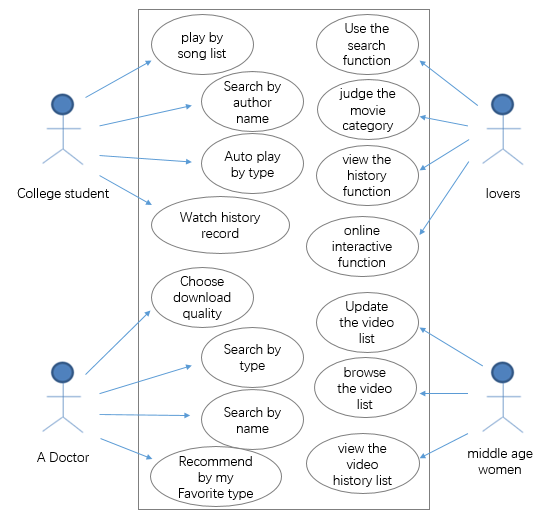 play by
song list
Search by
author
name
Auto play
by type
Watch history
record
College student
Use the
search
function
judge the
movie
category
view the
history
function
online
interactive
function
lovers
Choose
download
quality
Search by
type
Search by
name
Recommend
by my
Favorite type
A Doctor
Update
the video
list
browse
the video
list
view the
video
history list
middle age
women